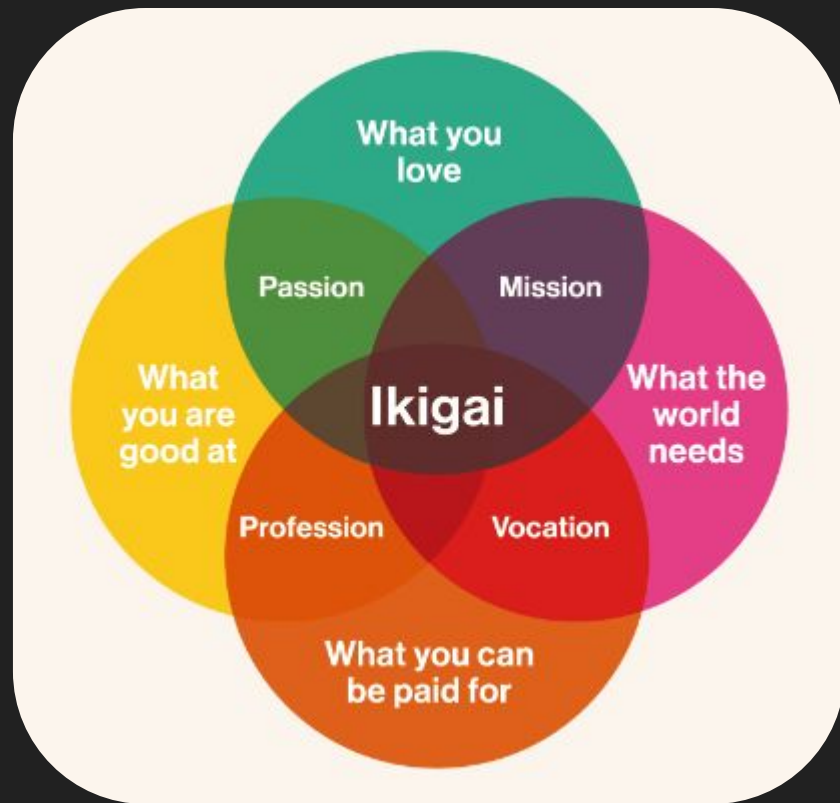 What you
love
Passion
Mission
What
you are
good at
Ikigai
What the
world
needs
Profession
Vocation
What you can
be paid for